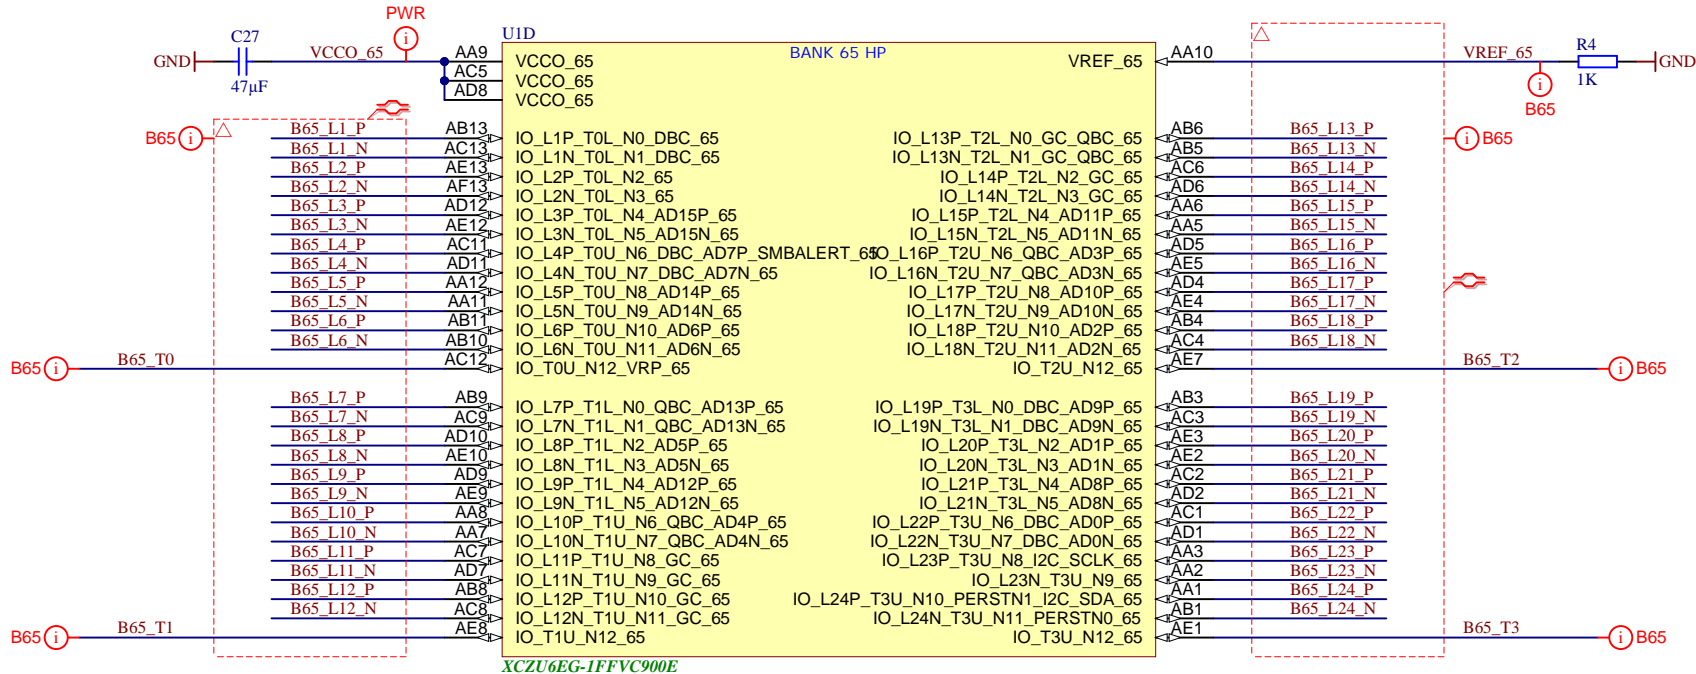 PWR
U1D
BANK 65 HP
GND
C27
47µF
VCCO_65
AA9 VCCO_65
AC5 VCCO_65
AD8 VCCO_65
VREF_65 AA10 VREF_65
R4
1K
GND
B65
B65
B65_L1_P AB13 IO_L1P_T0L_N0_DBC_65
B65_L1_N AC13 IO_L1N_T0L_N1_DBC_65
B65_L2_P AE13 IO_L2P_T0L_N2_65
B65_L2_N AF13 IO_L2N_T0L_N3_65
B65_L3_P AD12 IO_L3P_T0L_N4_AD15P_65
B65_L3_N AE12 IO_L3N_T0L_N5_AD15N_65
B65_L4_P AC11 IO_L4P_T0U_N6_DBC_AD7P_SMBALERT_65
B65_L4_N AD11 IO_L4N_T0U_N7_DBC_AD7N_65
B65_L5_P AA12 IO_L5P_T0U_N8_AD14P_65
B65_L5_N AA11 IO_L5N_T0U_N9_AD14N_65
B65_L6_P AB11 IO_L6P_T0U_N10_AD6P_65
B65_L6_N AB10 IO_L6N_T0U_N11_AD6N_65
B65 B65_T0 AC12 IO_T0U_N12_VRP_65
B65_L7_P AB9 IO_L7P_T1L_N0_QBC_AD13P_65
B65_L7_N AC9 IO_L7N_T1L_N1_QBC_AD13N_65
B65_L8_P AD10 IO_L8P_T1L_N2_AD5P_65
B65_L8_N AE10 IO_L8N_T1L_N3_AD5N_65
B65_L9_P AD9 IO_L9P_T1L_N4_AD12P_65
B65_L9_N AE9 IO_L9N_T1L_N5_AD12N_65
B65_L10_P AA8 IO_L10P_T1U_N6_QBC_AD4P_65
B65_L10_N AA7 IO_L10N_T1U_N7_QBC_AD4N_65
B65_L11_P AC7 IO_L11P_T1U_N8_GC_65
B65_L11_N AD7 IO_L11N_T1U_N9_GC_65
B65_L12_P AB8 IO_L12P_T1U_N10_GC_65
B65_L12_N AC8 IO_L12N_T1U_N11_GC_65
B65 B65_T1 AE8 IO_T1U_N12_65
IO_L13P_T2L_N0_GC_QBC_65 AB6 B65_L13_P B65
IO_L13N_T2L_N1_GC_QBC_65 AB5 B65_L13_N
IO_L14P_T2L_N2_GC_65 AC6 B65_L14_P
IO_L14N_T2L_N3_GC_65 AD6 B65_L14_N
IO_L15P_T2L_N4_AD11P_65 AA6 B65_L15_P
IO_L15N_T2L_N5_AD11N_65 AA5 B65_L15_N
IO_L16P_T2U_N6_QBC_AD3P_65 AD5 B65_L16_P
IO_L16N_T2U_N7_QBC_AD3N_65 AE5 B65_L16_N
IO_L17P_T2U_N8_AD10P_65 AD4 B65_L17_P
IO_L17N_T2U_N9_AD10N_65 AE4 B65_L17_N
IO_L18P_T2U_N10_AD2P_65 AB4 B65_L18_P
IO_L18N_T2U_N11_AD2N_65 AC4 B65_L18_N
IO_T2U_N12_65 AE7 B65_T2 B65
IO_L19P_T3L_N0_DBC_AD9P_65 AB3 B65_L19_P
IO_L19N_T3L_N1_DBC_AD9N_65 AC3 B65_L19_N
IO_L20P_T3L_N2_AD1P_65 AE3 B65_L20_P
IO_L20N_T3L_N3_AD1N_65 AE2 B65_L20_N
IO_L21P_T3L_N4_AD8P_65 AC2 B65_L21_P
IO_L21N_T3L_N5_AD8N_65 AD2 B65_L21_N
IO_L22P_T3U_N6_DBC_AD0P_65 AC1 B65_L22_P
IO_L22N_T3U_N7_DBC_AD0N_65 AD1 B65_L22_N
IO_L23P_T3U_N8_I2C_SCLK_65 AA3 B65_L23_P
IO_L23N_T3U_N9_65 AA2 B65_L23_N
IO_L24P_T3U_N10_PERSTN1_I2C_SDA_65 AA1 B65_L24_P
IO_L24N_T3U_N11_PERSTN0_65 AB1 B65_L24_N
IO_T3U_N12_65 AE1 B65_T3 B65
XCZU6EG-1FFVC900E